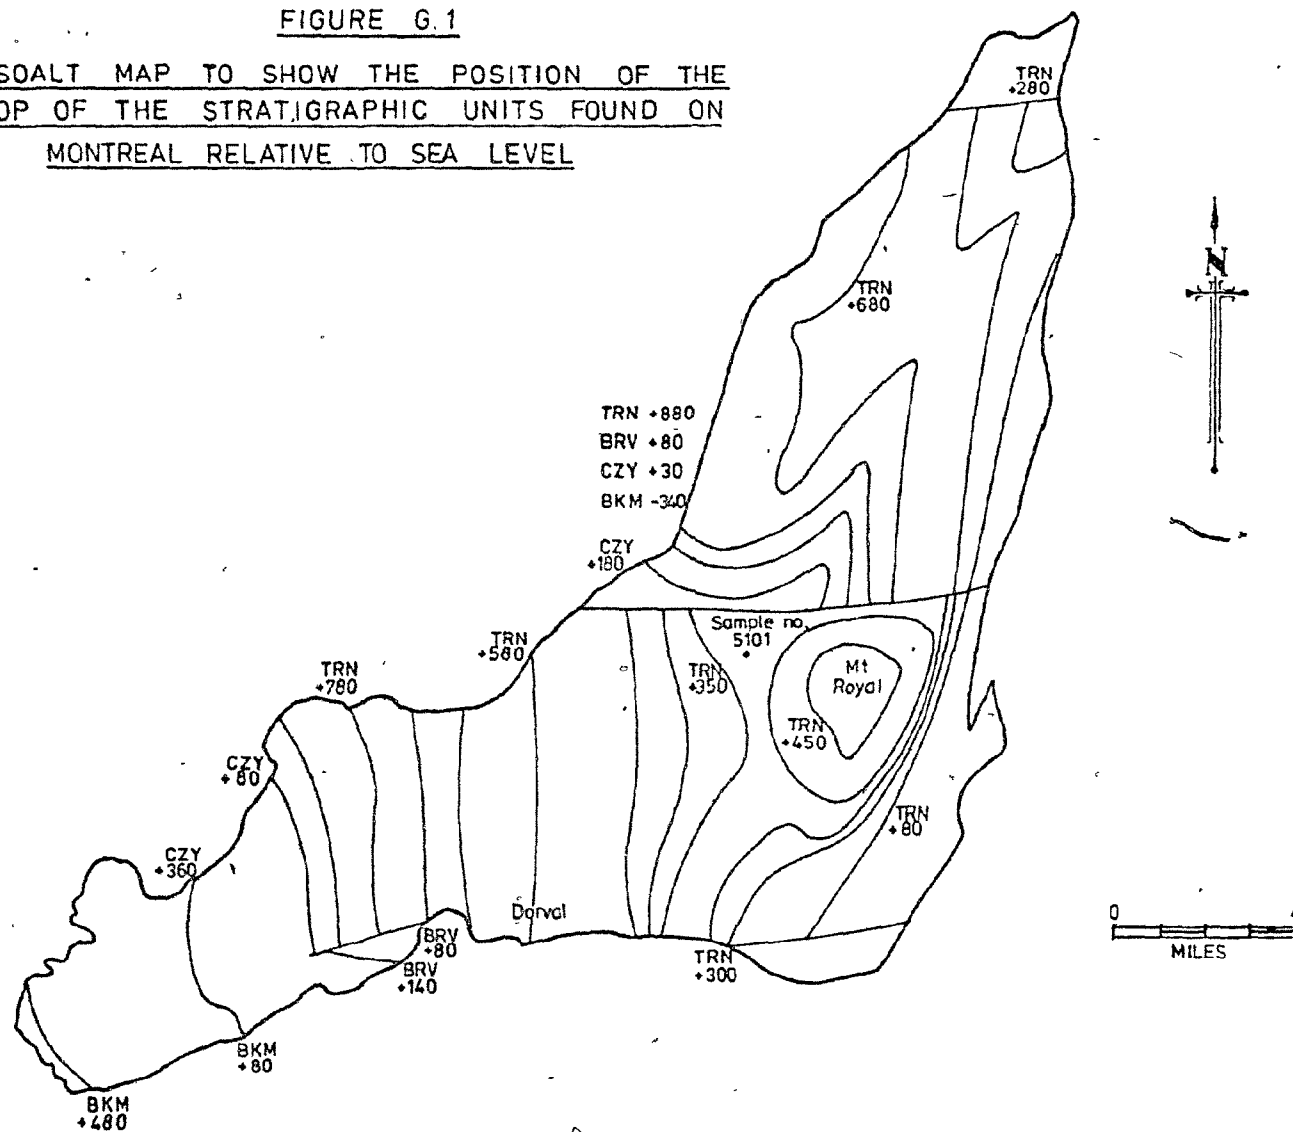 FIGURE G.1
SOALT MAP TO SHOW THE POSITION OF THE
OP OF THE STRATIGRAPHIC UNITS FOUND ON
MONTREAL RELATIVE TO SEA LEVEL
TRN
+280
N
TRN
+680
TRN +880
BRV +80
CZY +30
BKM -340
CZY
+180
Sample no.
5101
TRN
+580
Mt
Royal
TRN
+350
TRN
+780
TRN
+450
CZY
+80
TRN
+80
CZY
+360
Dorval
BRV
+80
BRV
+140
TRN
+300
0
MILES
BKM
+80
BKM
+480